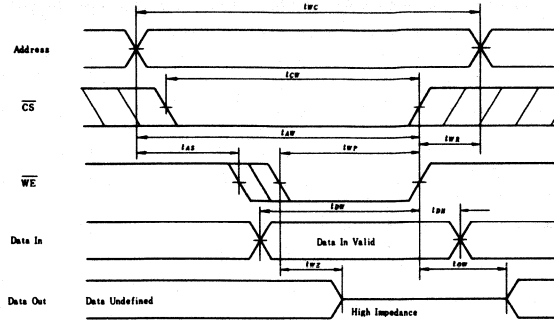 tWC
Address
tCW
CS
tAW
tAS
tWP
tWR
WE
tDW
tDH
Data In
Data In Valid
tWZ
tOW
Data Out
Data Undefined
High Impedance